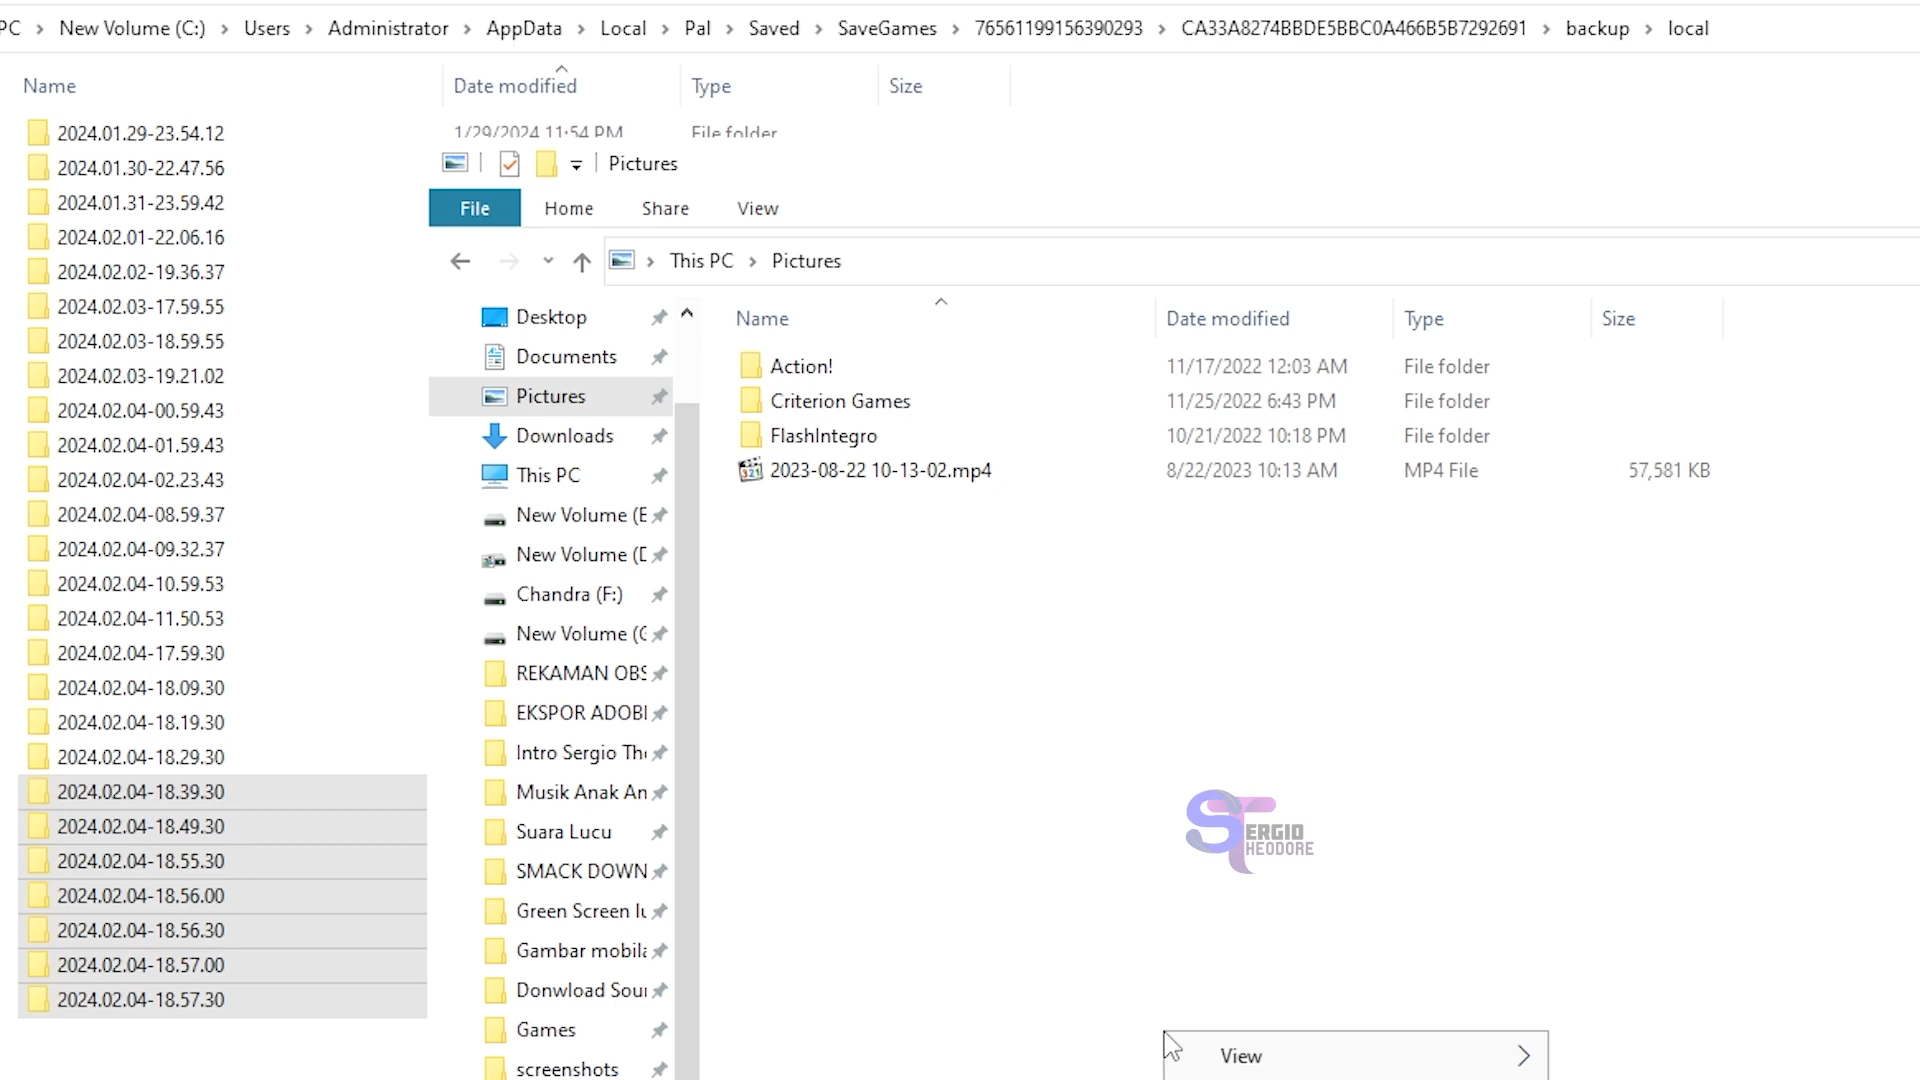 PC > New Volume (C:) > Users > Administrator > AppData > Local > Pal > Saved > SaveGames > 76561199156390293 > CA33A8274BBDE5BBC0A466B5B7292691 > backup > local
Name Date modified Type Size
2024.01.29-23.54.12 1/29/2024 11:54 PM File folder
2024.01.30-22.47.56
2024.01.31-23.59.42
2024.02.01-22.06.16
2024.02.02-19.36.37
2024.02.03-17.59.55
2024.02.03-18.59.55
2024.02.03-19.21.02
2024.02.04-00.59.43
2024.02.04-01.59.43
2024.02.04-02.23.43
2024.02.04-08.59.37
2024.02.04-09.32.37
2024.02.04-10.59.53
2024.02.04-11.50.53
2024.02.04-17.59.30
2024.02.04-18.09.30
2024.02.04-18.19.30
2024.02.04-18.29.30
2024.02.04-18.39.30
2024.02.04-18.49.30
2024.02.04-18.55.30
2024.02.04-18.56.00
2024.02.04-18.56.30
2024.02.04-18.57.00
2024.02.04-18.57.30
Pictures
File Home Share View
This PC > Pictures
Desktop
Documents
Pictures
Downloads
This PC
New Volume (E
New Volume (D
Chandra (F:)
New Volume (G
REKAMAN OBS
EKSPOR ADOBE
Intro Sergio The
Musik Anak An
Suara Lucu
SMACK DOWN
Green Screen lu
Gambar mobila
Donwload Soun
Games
screenshots
Name Date modified Type Size
Action! 11/17/2022 12:03 AM File folder
Criterion Games 11/25/2022 6:43 PM File folder
FlashIntegro 10/21/2022 10:18 PM File folder
2023-08-22 10-13-02.mp4 8/22/2023 10:13 AM MP4 File 57,581 KB
SERGIO
THEODORE
View